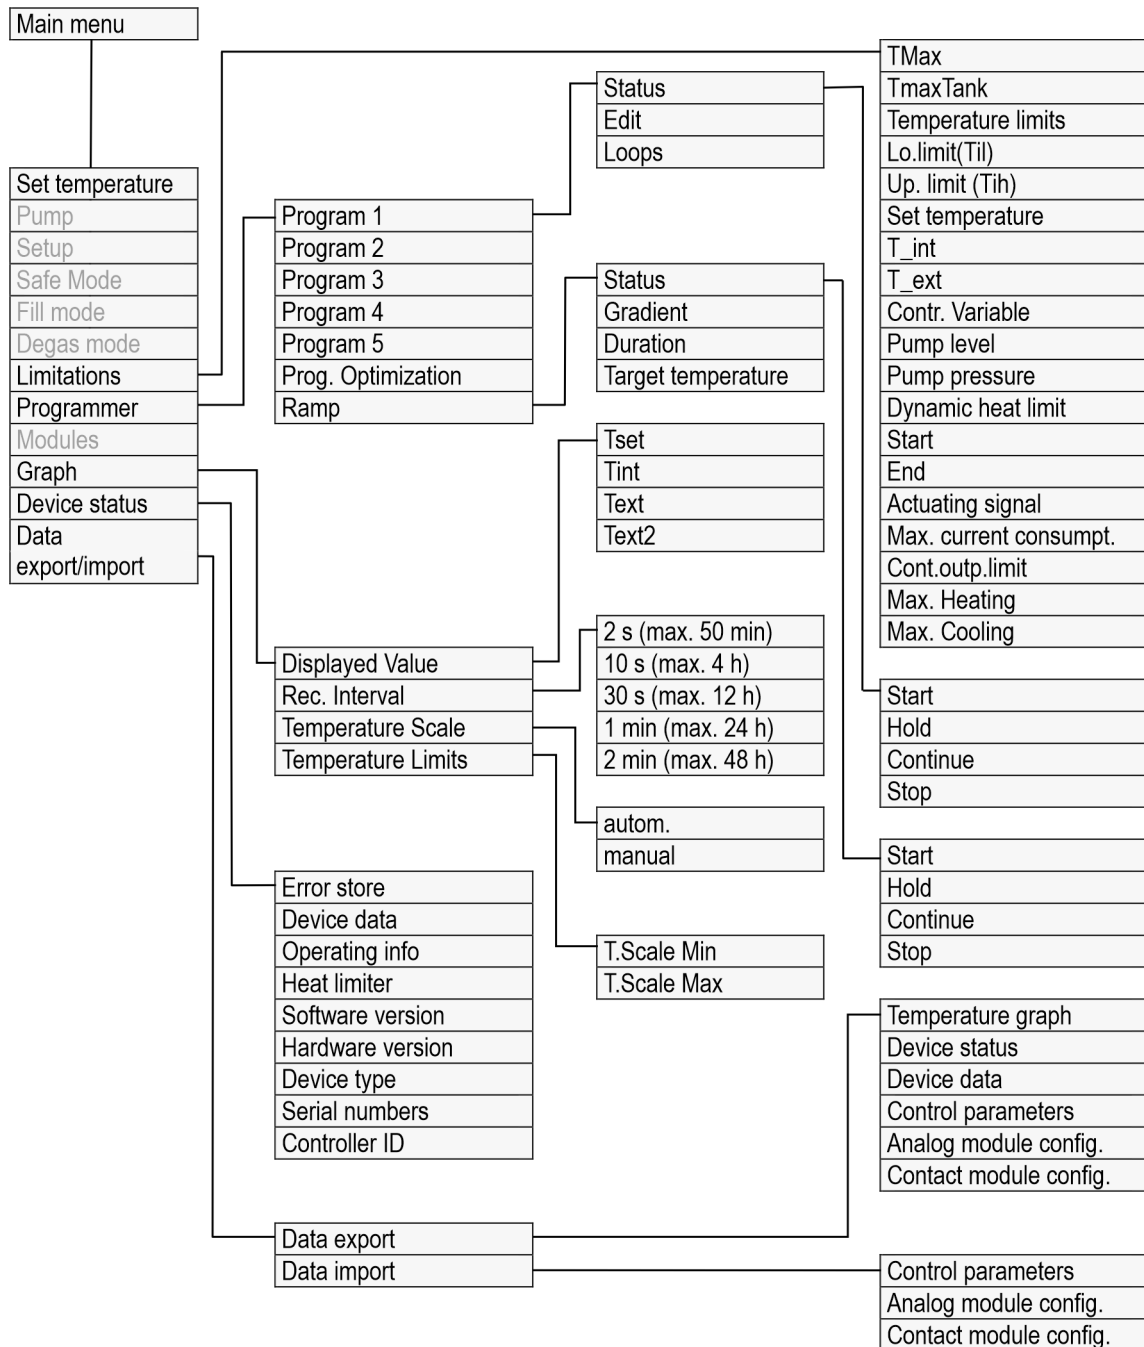 Main menu
Set temperature
Pump
Setup
Safe Mode
Fill mode
Degas mode
Limitations
Programmer
Modules
Graph
Device status
Data
export/import
Program 1
Program 2
Program 3
Program 4
Program 5
Prog. Optimization
Ramp
Displayed Value
Rec. Interval
Temperature Scale
Temperature Limits
Error store
Device data
Operating info
Heat limiter
Software version
Hardware version
Device type
Serial numbers
Controller ID
Data export
Data import
Status
Edit
Loops
Status
Gradient
Duration
Target temperature
Tset
Tint
Text
Text2
2 s (max. 50 min)
10 s (max. 4 h)
30 s (max. 12 h)
1 min (max. 24 h)
2 min (max. 48 h)
autom.
manual
T.Scale Min
T.Scale Max
TMax
TmaxTank
Temperature limits
Lo.limit(Til)
Up. limit (Tih)
Set temperature
T_int
T_ext
Contr. Variable
Pump level
Pump pressure
Dynamic heat limit
Start
End
Actuating signal
Max. current consumpt.
Cont.outp.limit
Max. Heating
Max. Cooling
Start
Hold
Continue
Stop
Start
Hold
Continue
Stop
Temperature graph
Device status
Device data
Control parameters
Analog module config.
Contact module config.
Control parameters
Analog module config.
Contact module config.